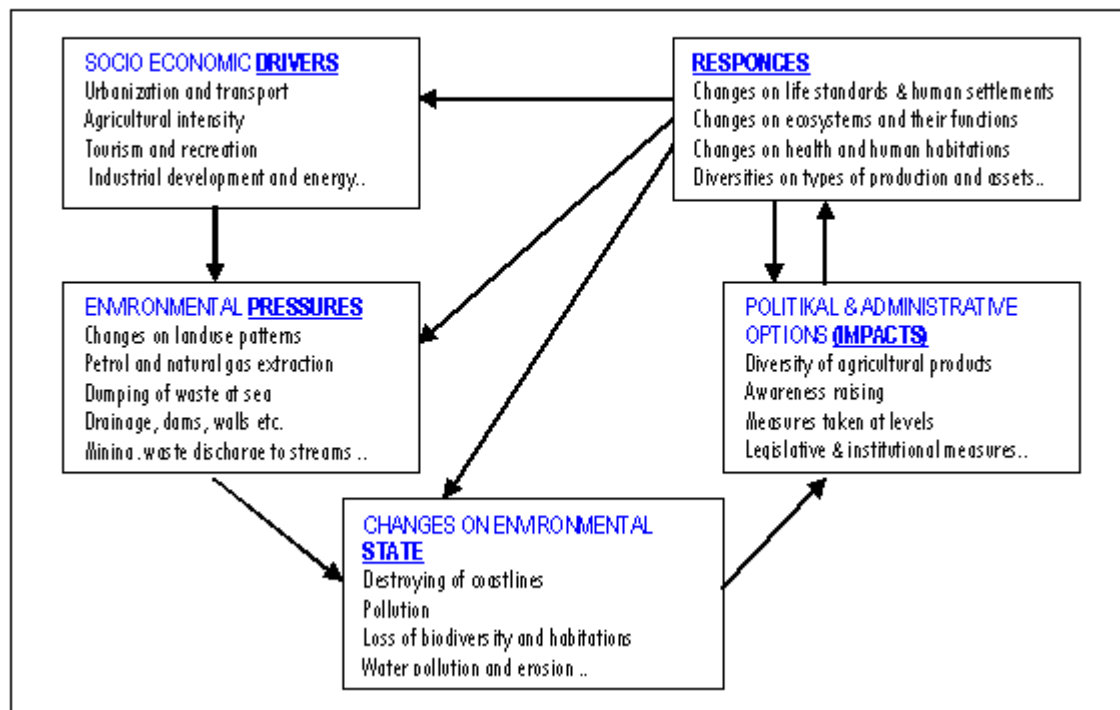 SOCIO ECONOMIC DRIVERS
Urbanization and transport
Agricultural intensity
Tourism and recreation
Industrial development and energy..
RESPONCES
Changes on life standards & human settlements
Changes on ecosystems and their functions
Changes on health and human habitations
Diversities on types of production and assets..
ENVIRONMENTAL PRESSURES
Changes on landuse patterns
Petrol and natural gas extraction
Dumping of waste at sea
Drainage, dams, walls etc.
Mining, waste discharge to streams ..
POLITIKAL & ADMINISTRATIVE
OPTIONS (IMPACTS)
Diversity of agricultural products
Awareness raising
Measures taken at levels
Legislative & institutional measures..
CHANGES ON ENVIRONMENTAL
STATE
Destroying of coastlines
Pollution
Loss of biodiversity and habitations
Water pollution and erosion ..